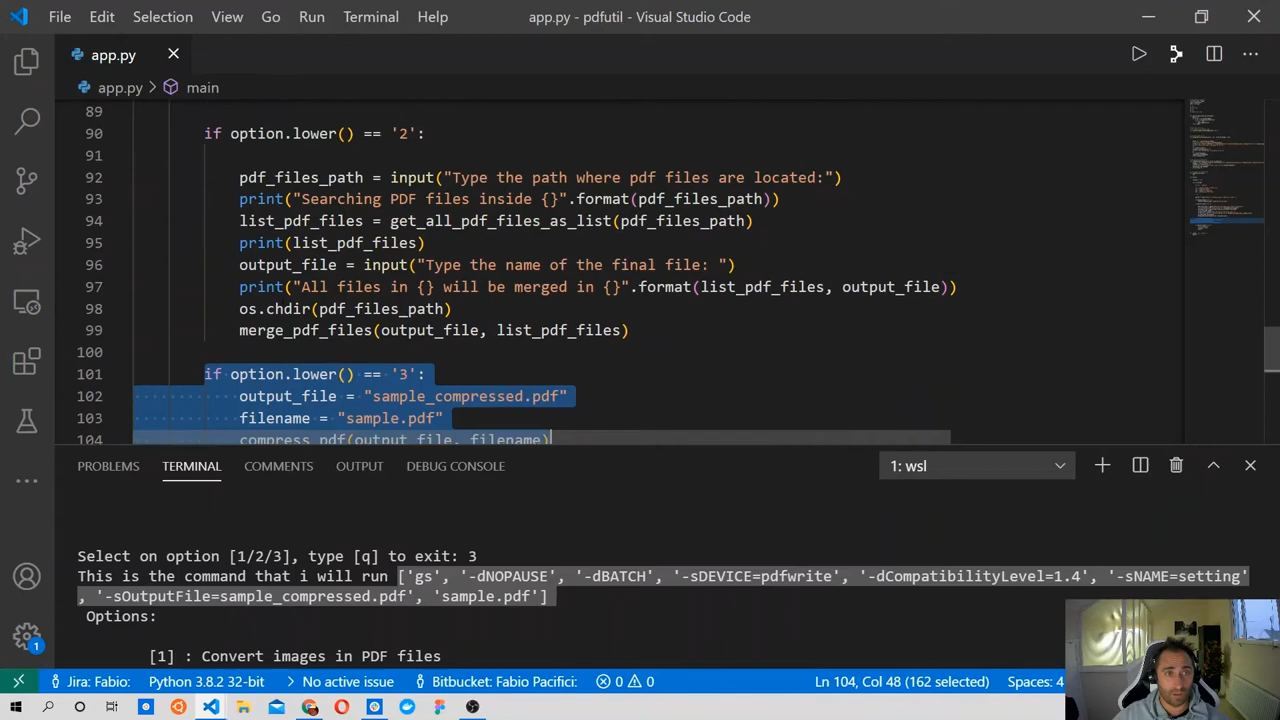 File Edit Selection View Go Run Terminal Help app.py - pdfutil - Visual Studio Code
app.py
app.py > main
89
90 if option.lower() == '2':
91
92 pdf_files_path = input("Type the path where pdf files are located:")
93 print("Searching PDF files inside {}".format(pdf_files_path))
94 list_pdf_files = get_all_pdf_files_as_list(pdf_files_path)
95 print(list_pdf_files)
96 output_file = input("Type the name of the final file: ")
97 print("All files in {} will be merged in {}".format(list_pdf_files, output_file))
98 os.chdir(pdf_files_path)
99 merge_pdf_files(output_file, list_pdf_files)
100
101 if option.lower() == '3':
102 output_file = "sample_compressed.pdf"
103 filename = "sample.pdf"
104 compress_pdf(output_file, filename)
PROBLEMS TERMINAL COMMENTS OUTPUT DEBUG CONSOLE 1: wsl
Select on option [1/2/3], type [q] to exit: 3
This is the command that i will run ['gs', '-dNOPAUSE', '-dBATCH', '-sDEVICE=pdfwrite', '-dCompatibilityLevel=1.4', '-sNAME=setting'
, '-sOutputFile=sample_compressed.pdf', 'sample.pdf']
Options:
[1] : Convert images in PDF files
1 Jira: Fabio: Python 3.8.2 32-bit No active issue Bitbucket: Fabio Pacifici: 0 0 Ln 104, Col 48 (162 selected) Spaces: 4